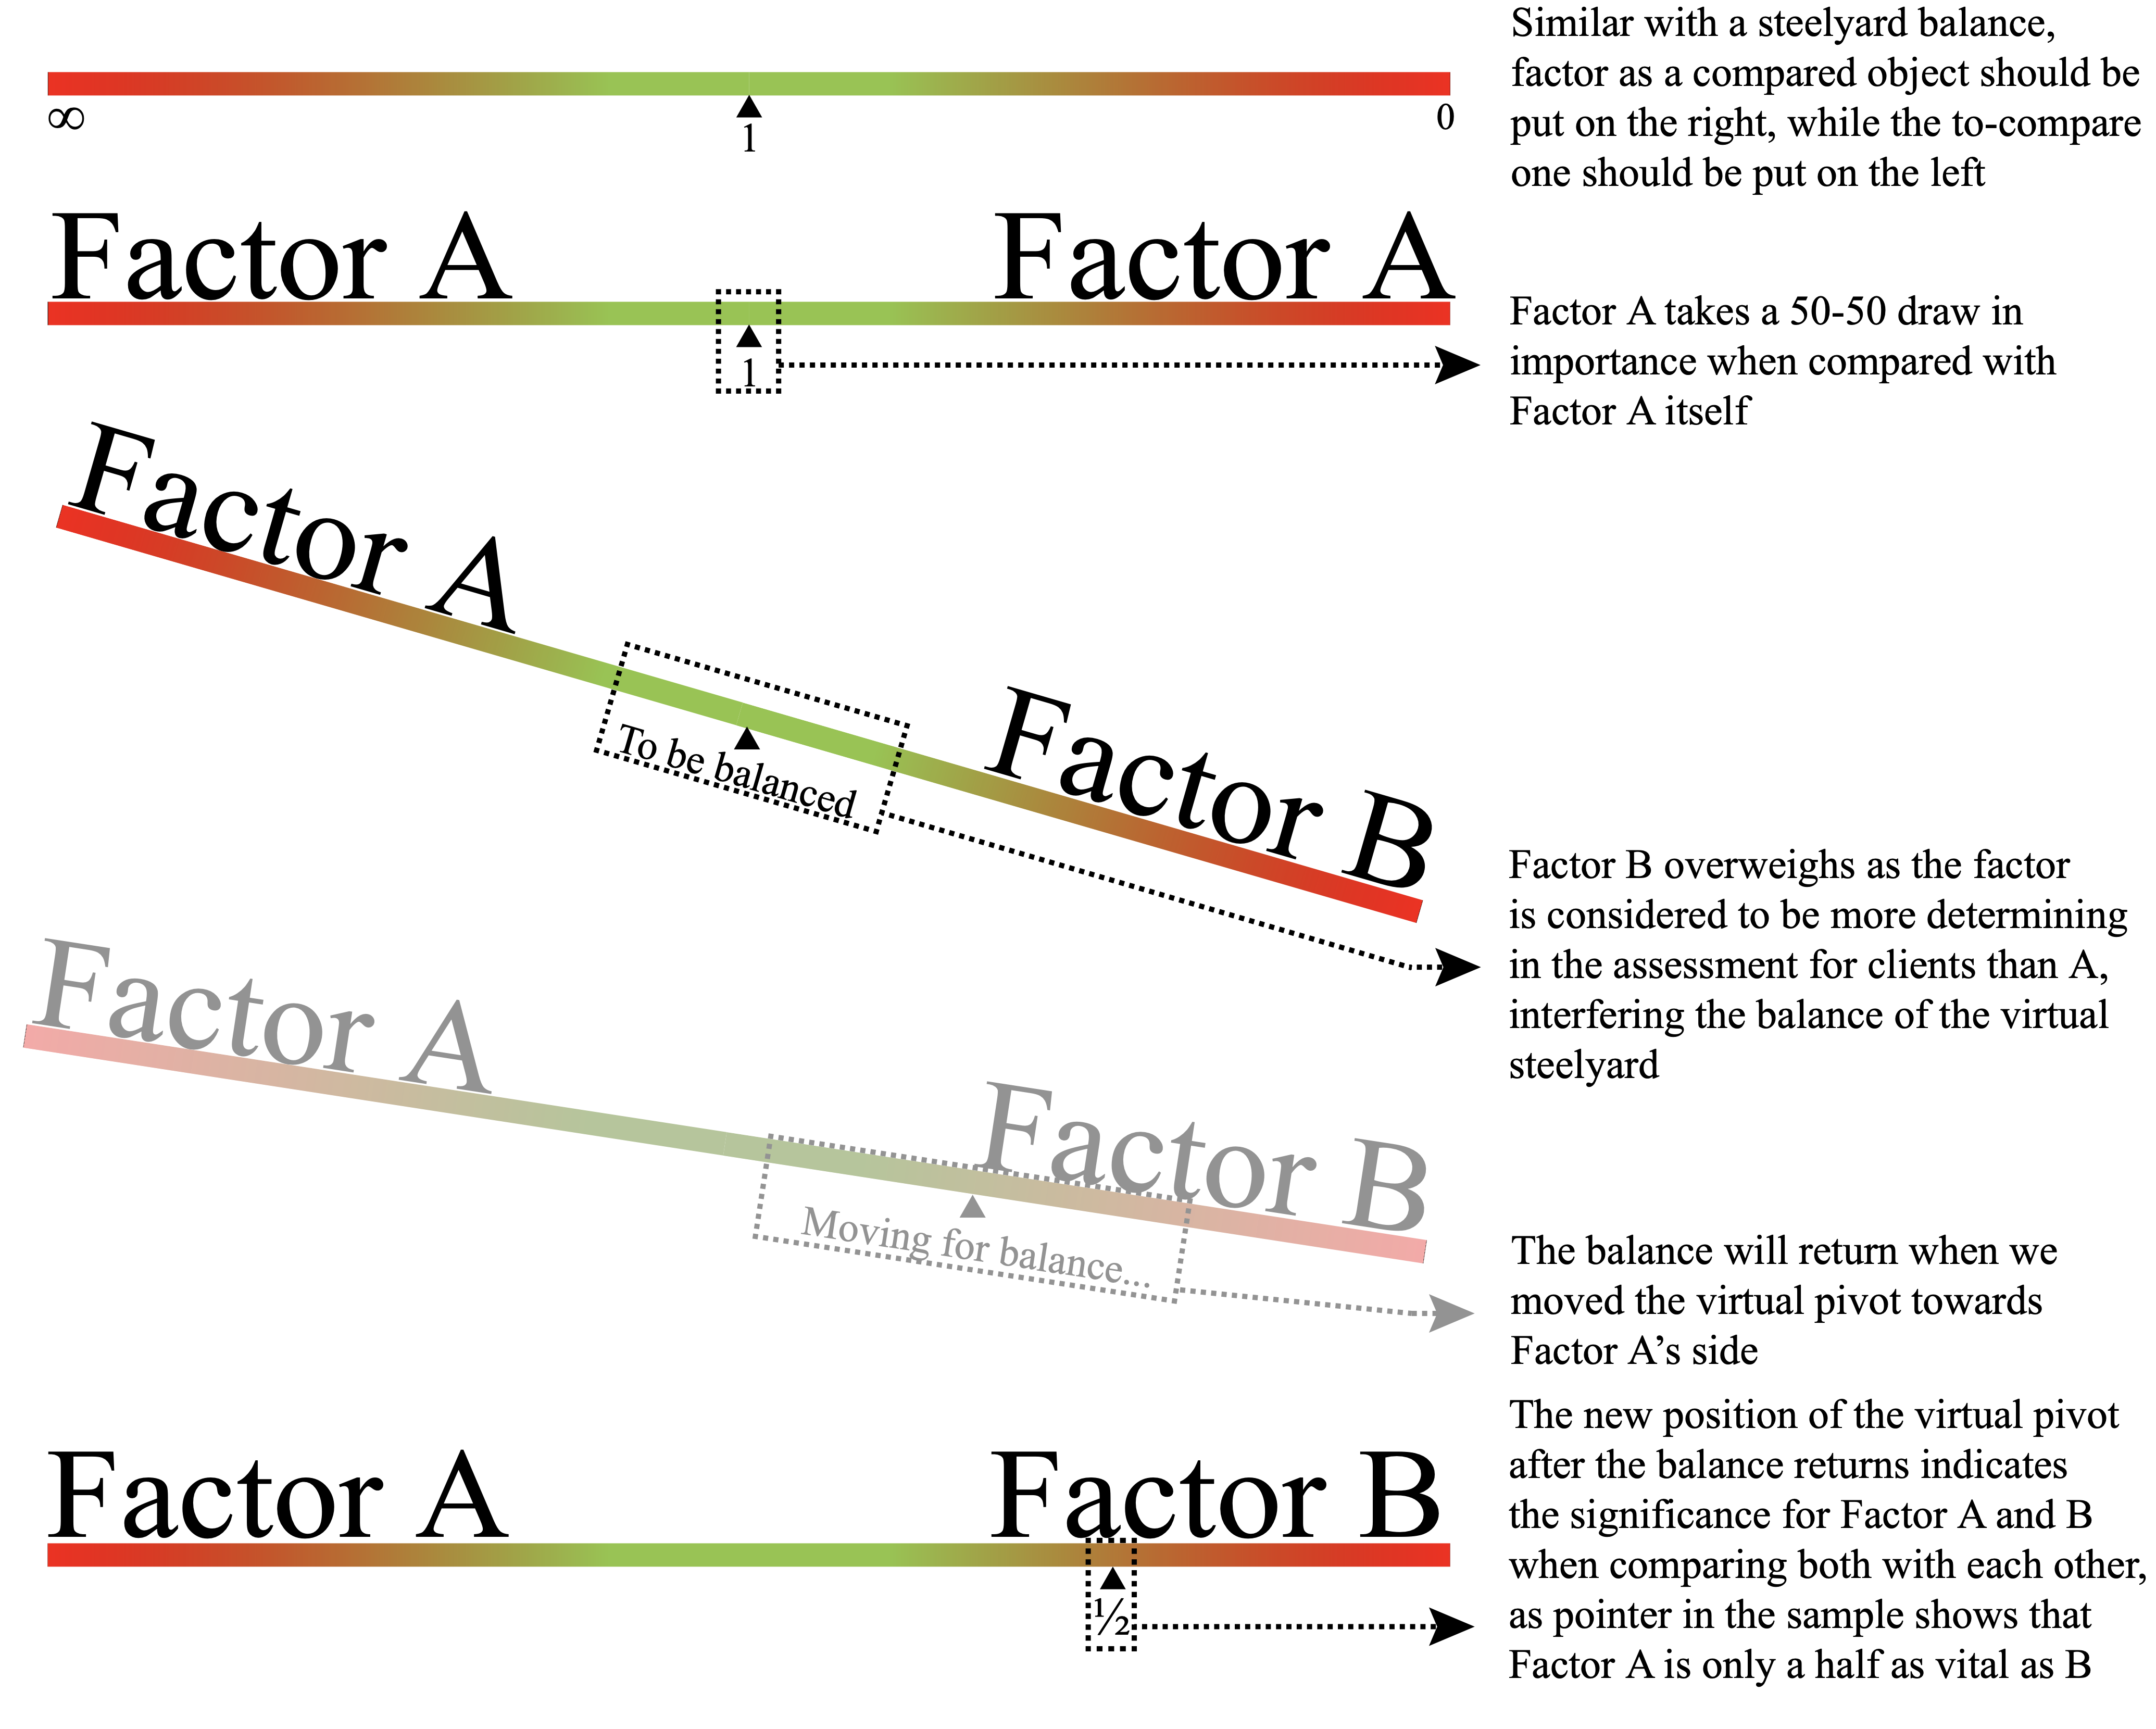 Similar with a steelyard balance,
factor as a compared object should be
put on the right, while the to-compare
one should be put on the left
∞
1
0
Factor A
Factor A
1
Factor A takes a 50-50 draw in
importance when compared with
Factor A itself
Factor A
To be balanced
Factor B
Factor B overweighs as the factor
is considered to be more determining
in the assessment for clients than A,
interfering the balance of the virtual
steelyard
Factor A
Factor B
Moving for balance...
The balance will return when we
moved the virtual pivot towards
Factor A’s side
Factor A
Factor B
½
The new position of the virtual pivot
after the balance returns indicates
the significance for Factor A and B
when comparing both with each other,
as pointer in the sample shows that
Factor A is only a half as vital as B